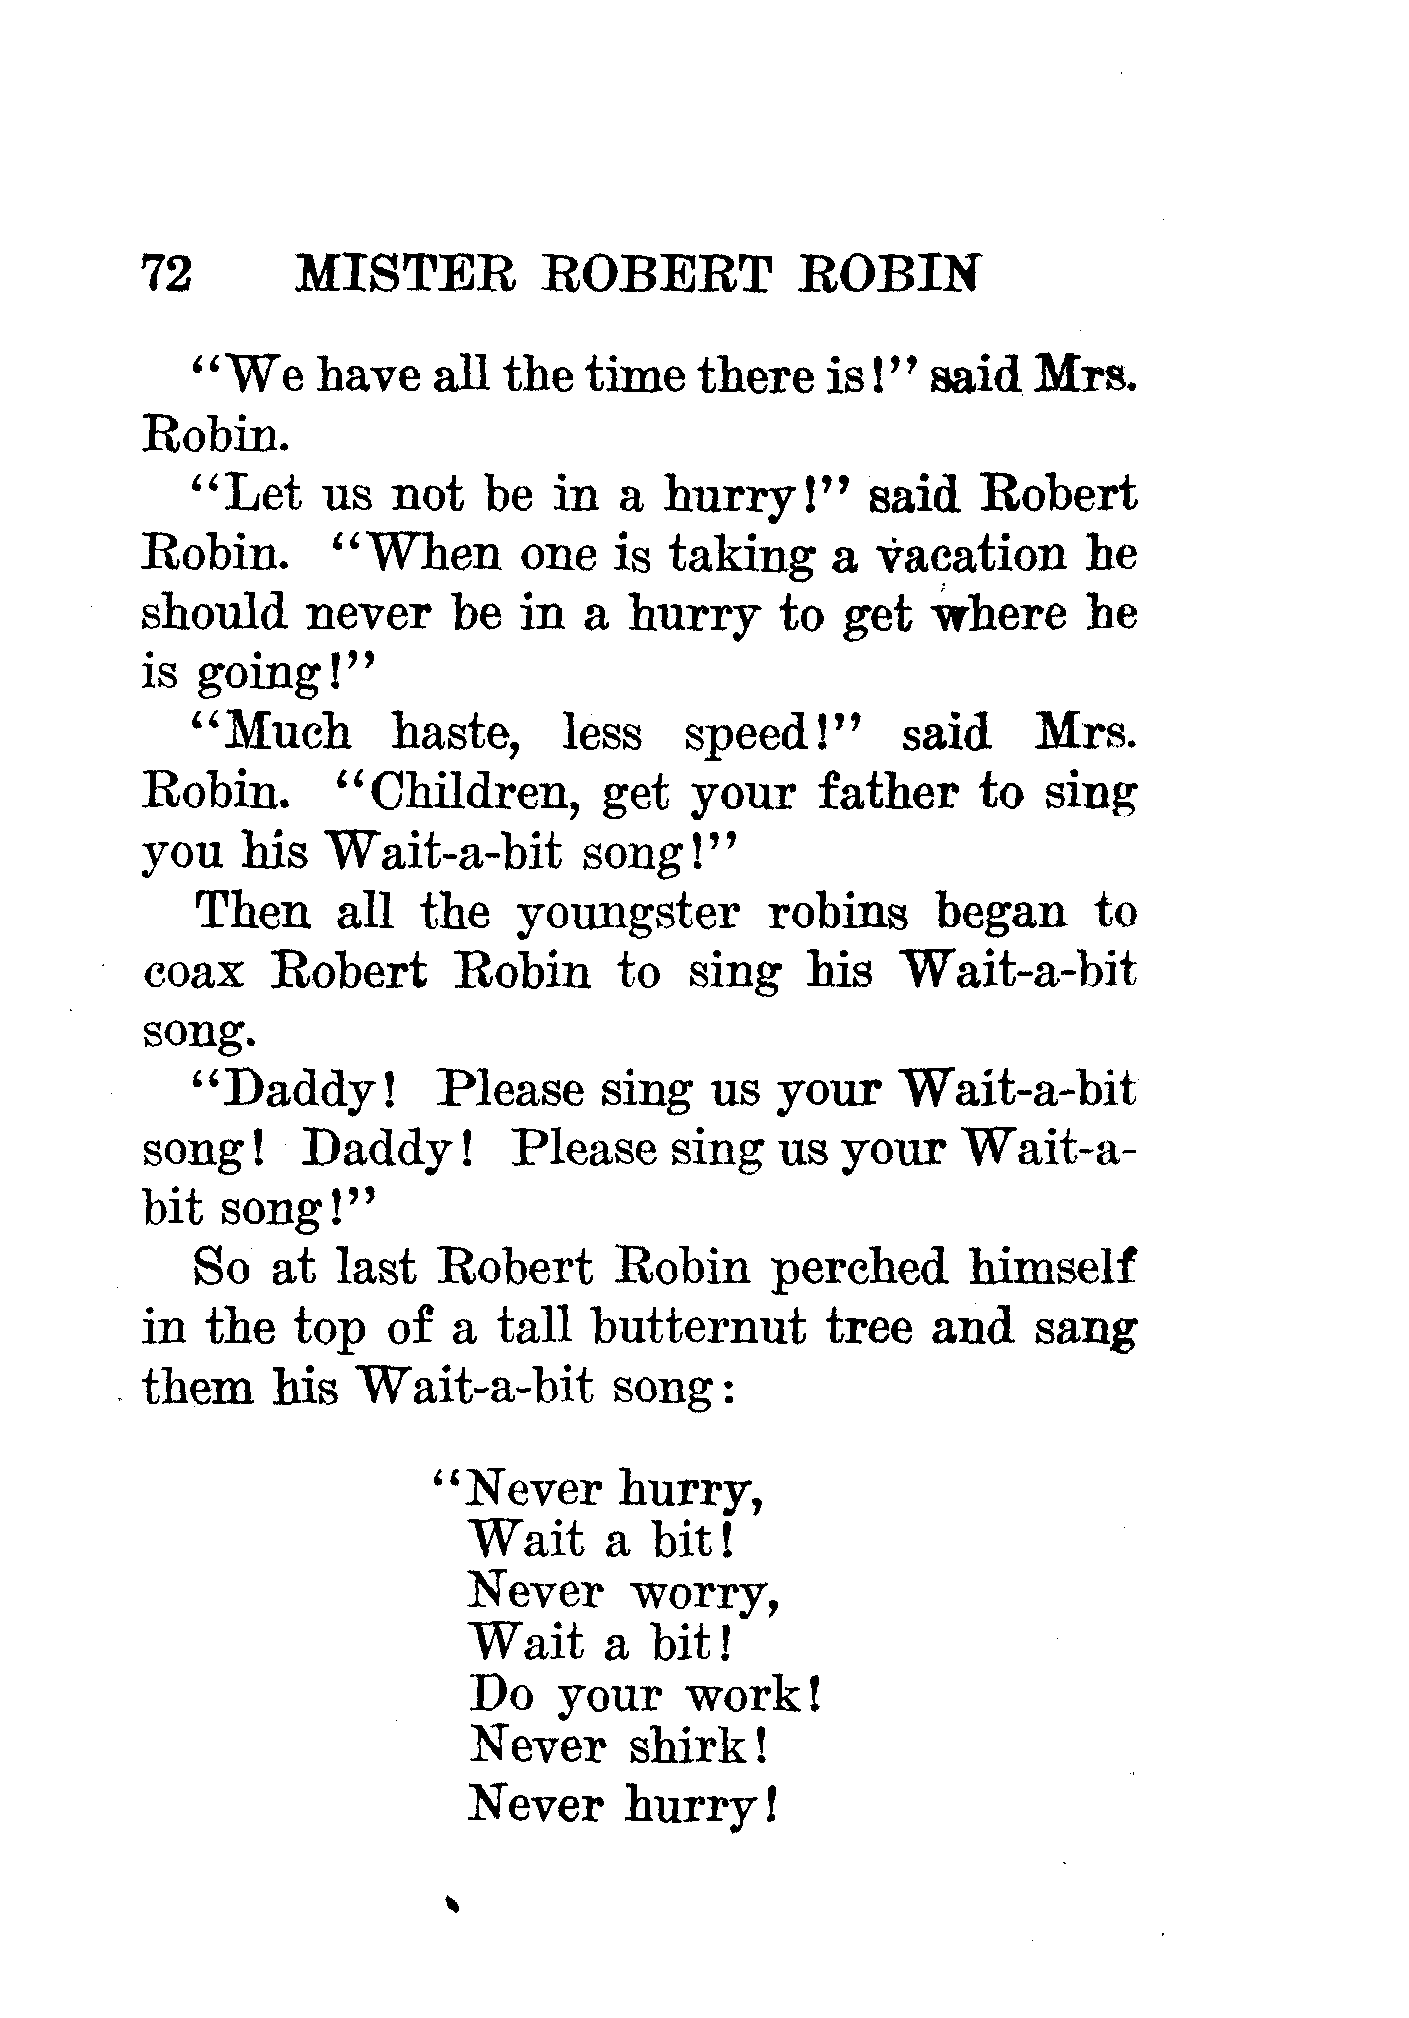 72 MISTER ROBERT ROBIN
“We have all the time there is!” said Mrs.
Robin.
“Let us not be in a hurry!” said Robert
Robin. “When one is taking a vacation he
should never be in a hurry to get where he
is going!”
“Much haste, less speed!” said Mrs.
Robin. “Children, get your father to sing
you his Wait-a-bit song!”
Then all the youngster robins began to
coax Robert Robin to sing his Wait-a-bit
song.
“Daddy! Please sing us your Wait-a-bit
song! Daddy! Please sing us your Wait-a-
bit song!”
So at last Robert Robin perched himself
in the top of a tall butternut tree and sang
them his Wait-a-bit song:
“Never hurry,
Wait a bit!
Never worry,
Wait a bit!
Do your work!
Never shirk!
Never hurry!